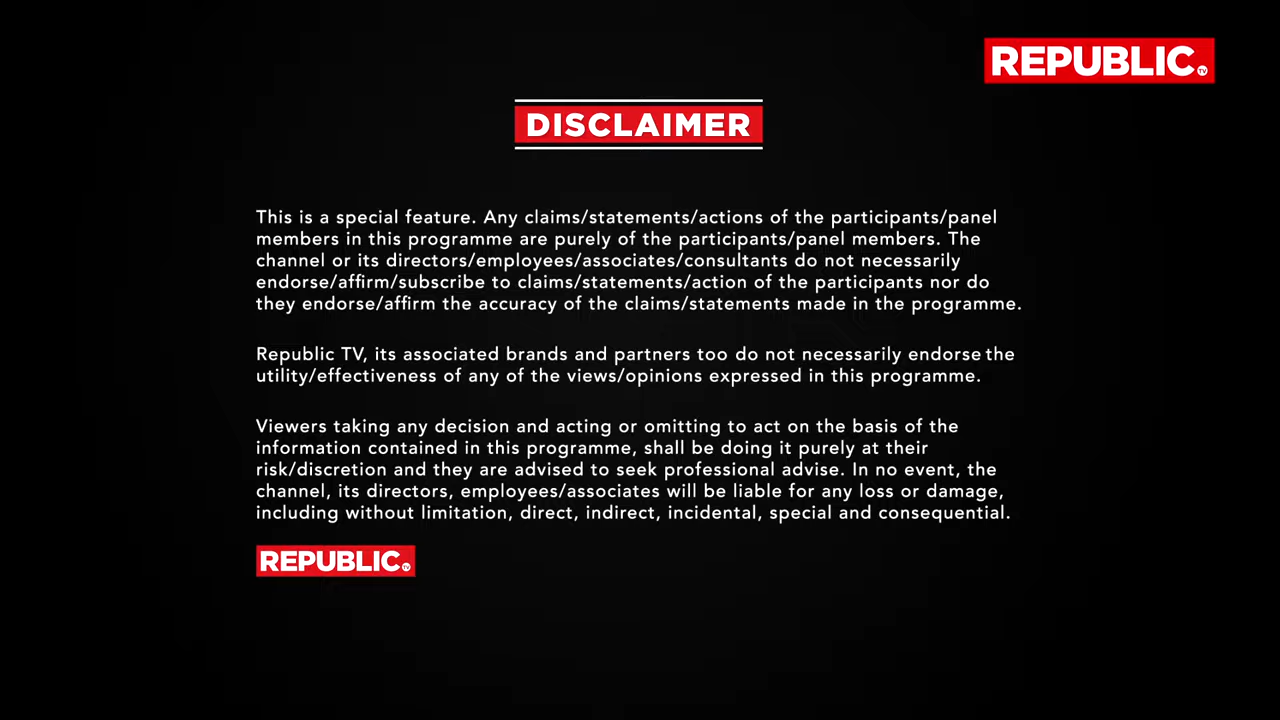 REPUBLIC.TV
DISCLAIMER
This is a special feature. Any claims/statements/actions of the participants/panel
members in this programme are purely of the participants/panel members. The
channel or its directors/employees/associates/consultants do not necessarily
endorse/affirm/subscribe to claims/statements/action of the participants nor do
they endorse/affirm the accuracy of the claims/statements made in the programme.
Republic TV, its associated brands and partners too do not necessarily endorse the
utility/effectiveness of any of the views/opinions expressed in this programme.
Viewers taking any decision and acting or omitting to act on the basis of the
information contained in this programme, shall be doing it purely at their
risk/discretion and they are advised to seek professional advise. In no event, the
channel, its directors, employees/associates will be liable for any loss or damage,
including without limitation, direct, indirect, incidental, special and consequential.
REPUBLIC.TV